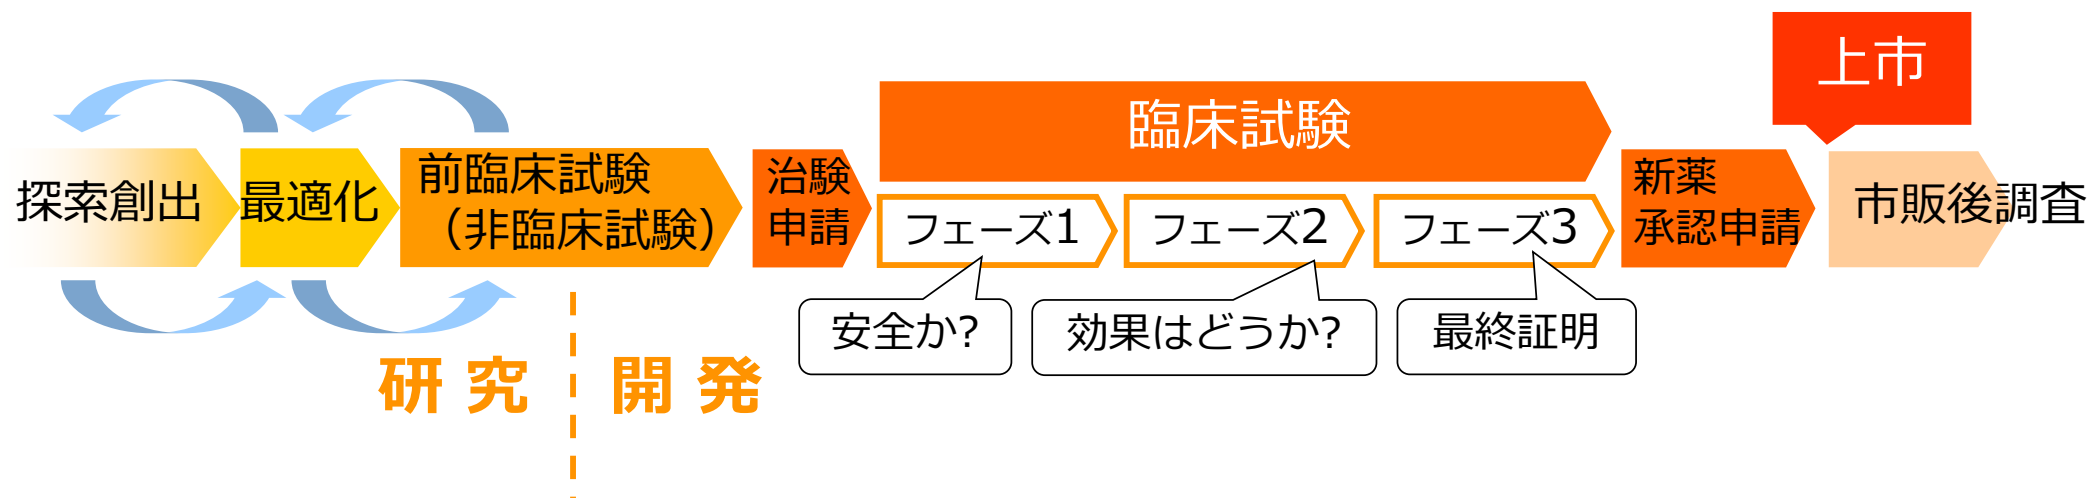 上市
臨床試験
探索創出
最適化
前臨床試験
（非臨床試験）
治験
申請
フェーズ1
フェーズ2
フェーズ3
新薬
承認申請
市販後調査
安全か?
効果はどうか?
最終証明
研究
開発